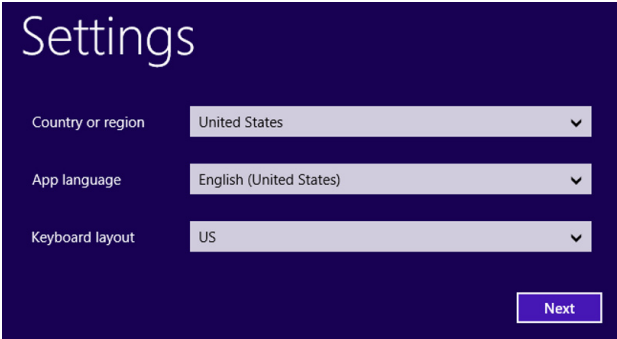 Settings
Country or region United States
App language English (United States)
Keyboard layout US
Next